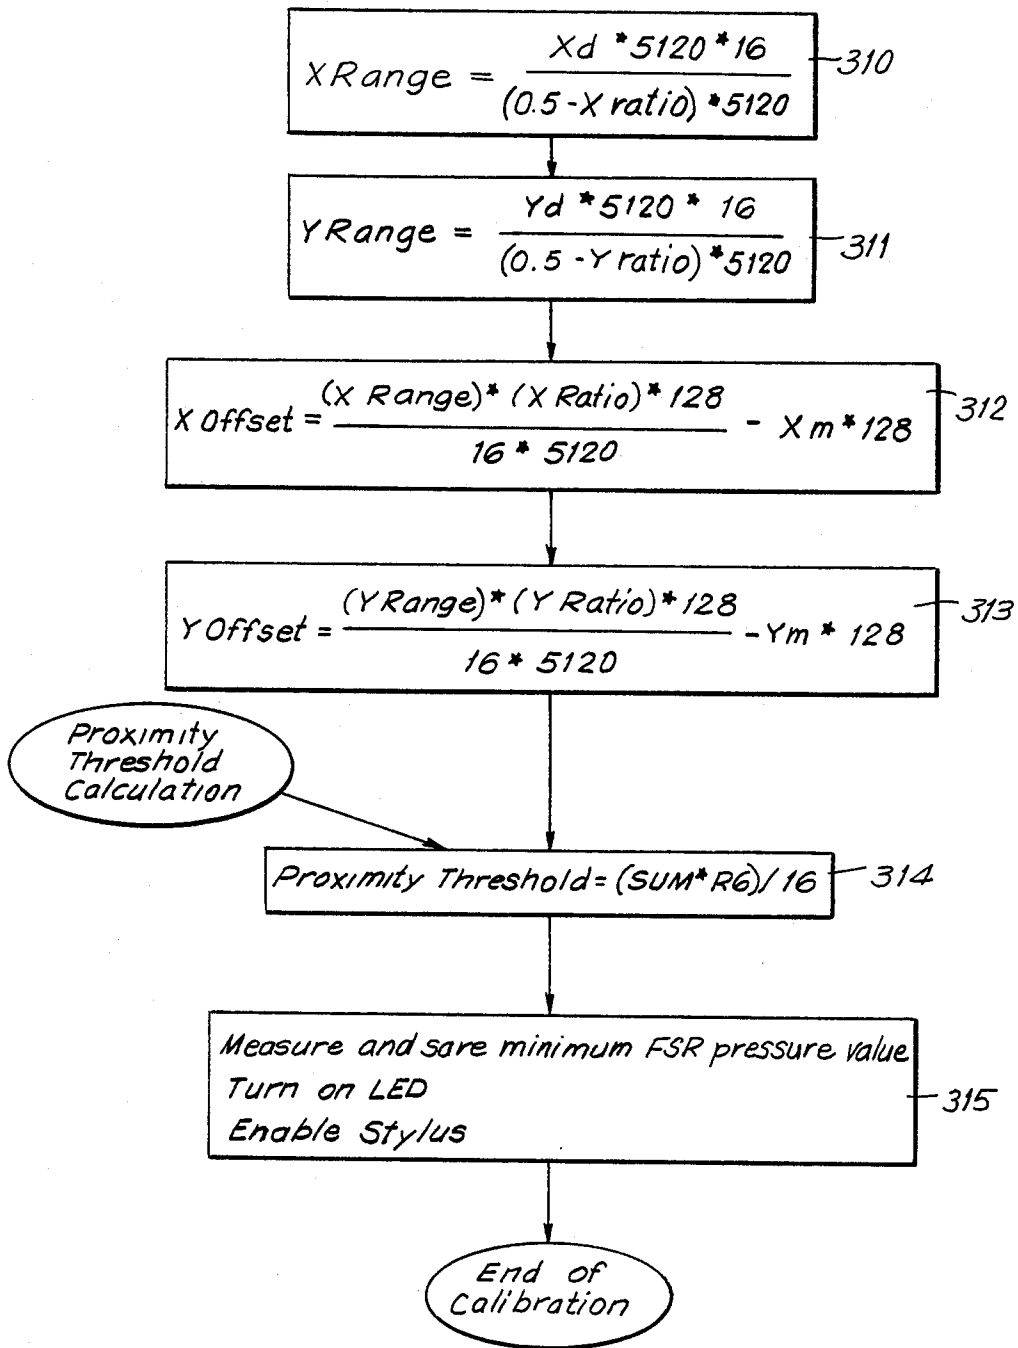 Xd *5120 *16
X Range =
(0.5-X ratio) *5120
310
Yd *5120 * 16
Y Range =
(0.5 -Y ratio) *5120
311
(X Range)* (X Ratio)* 128
X Offset = - Xm *128
16 * 5120
312
(Y Range)* (Y Ratio)* 128
Y Offset = -Ym * 128
16 * 5120
313
Proximity
Threshold
Calculation
Proximity Threshold = (SUM* R6)/ 16
314
Measure and sare minimum FSR pressure value
Turn on LED
Enable Stylus
315
End of
Calibration